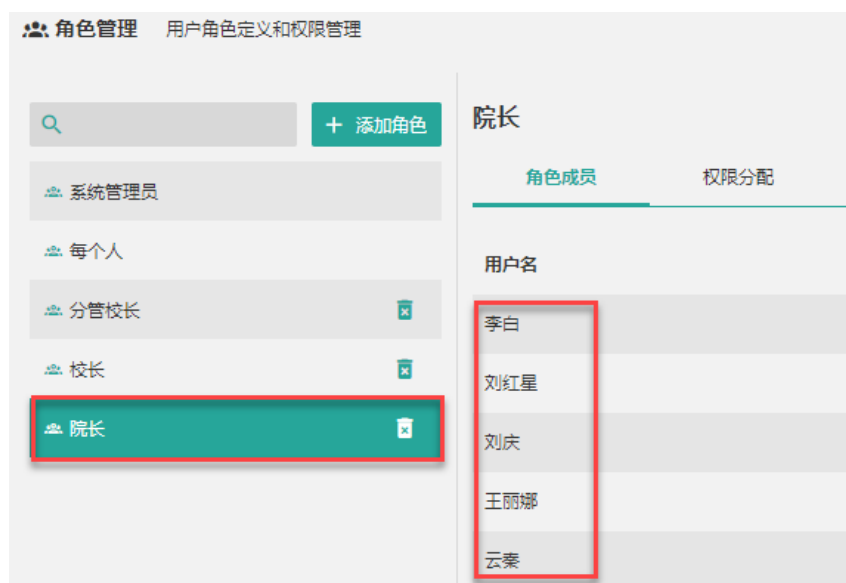 角色管理 用户角色定义和权限管理
添加角色
系统管理员
每个人
分管校长
校长
院长
院长
角色成员 权限分配
用户名
李白
刘红星
刘庆
王丽娜
云秦